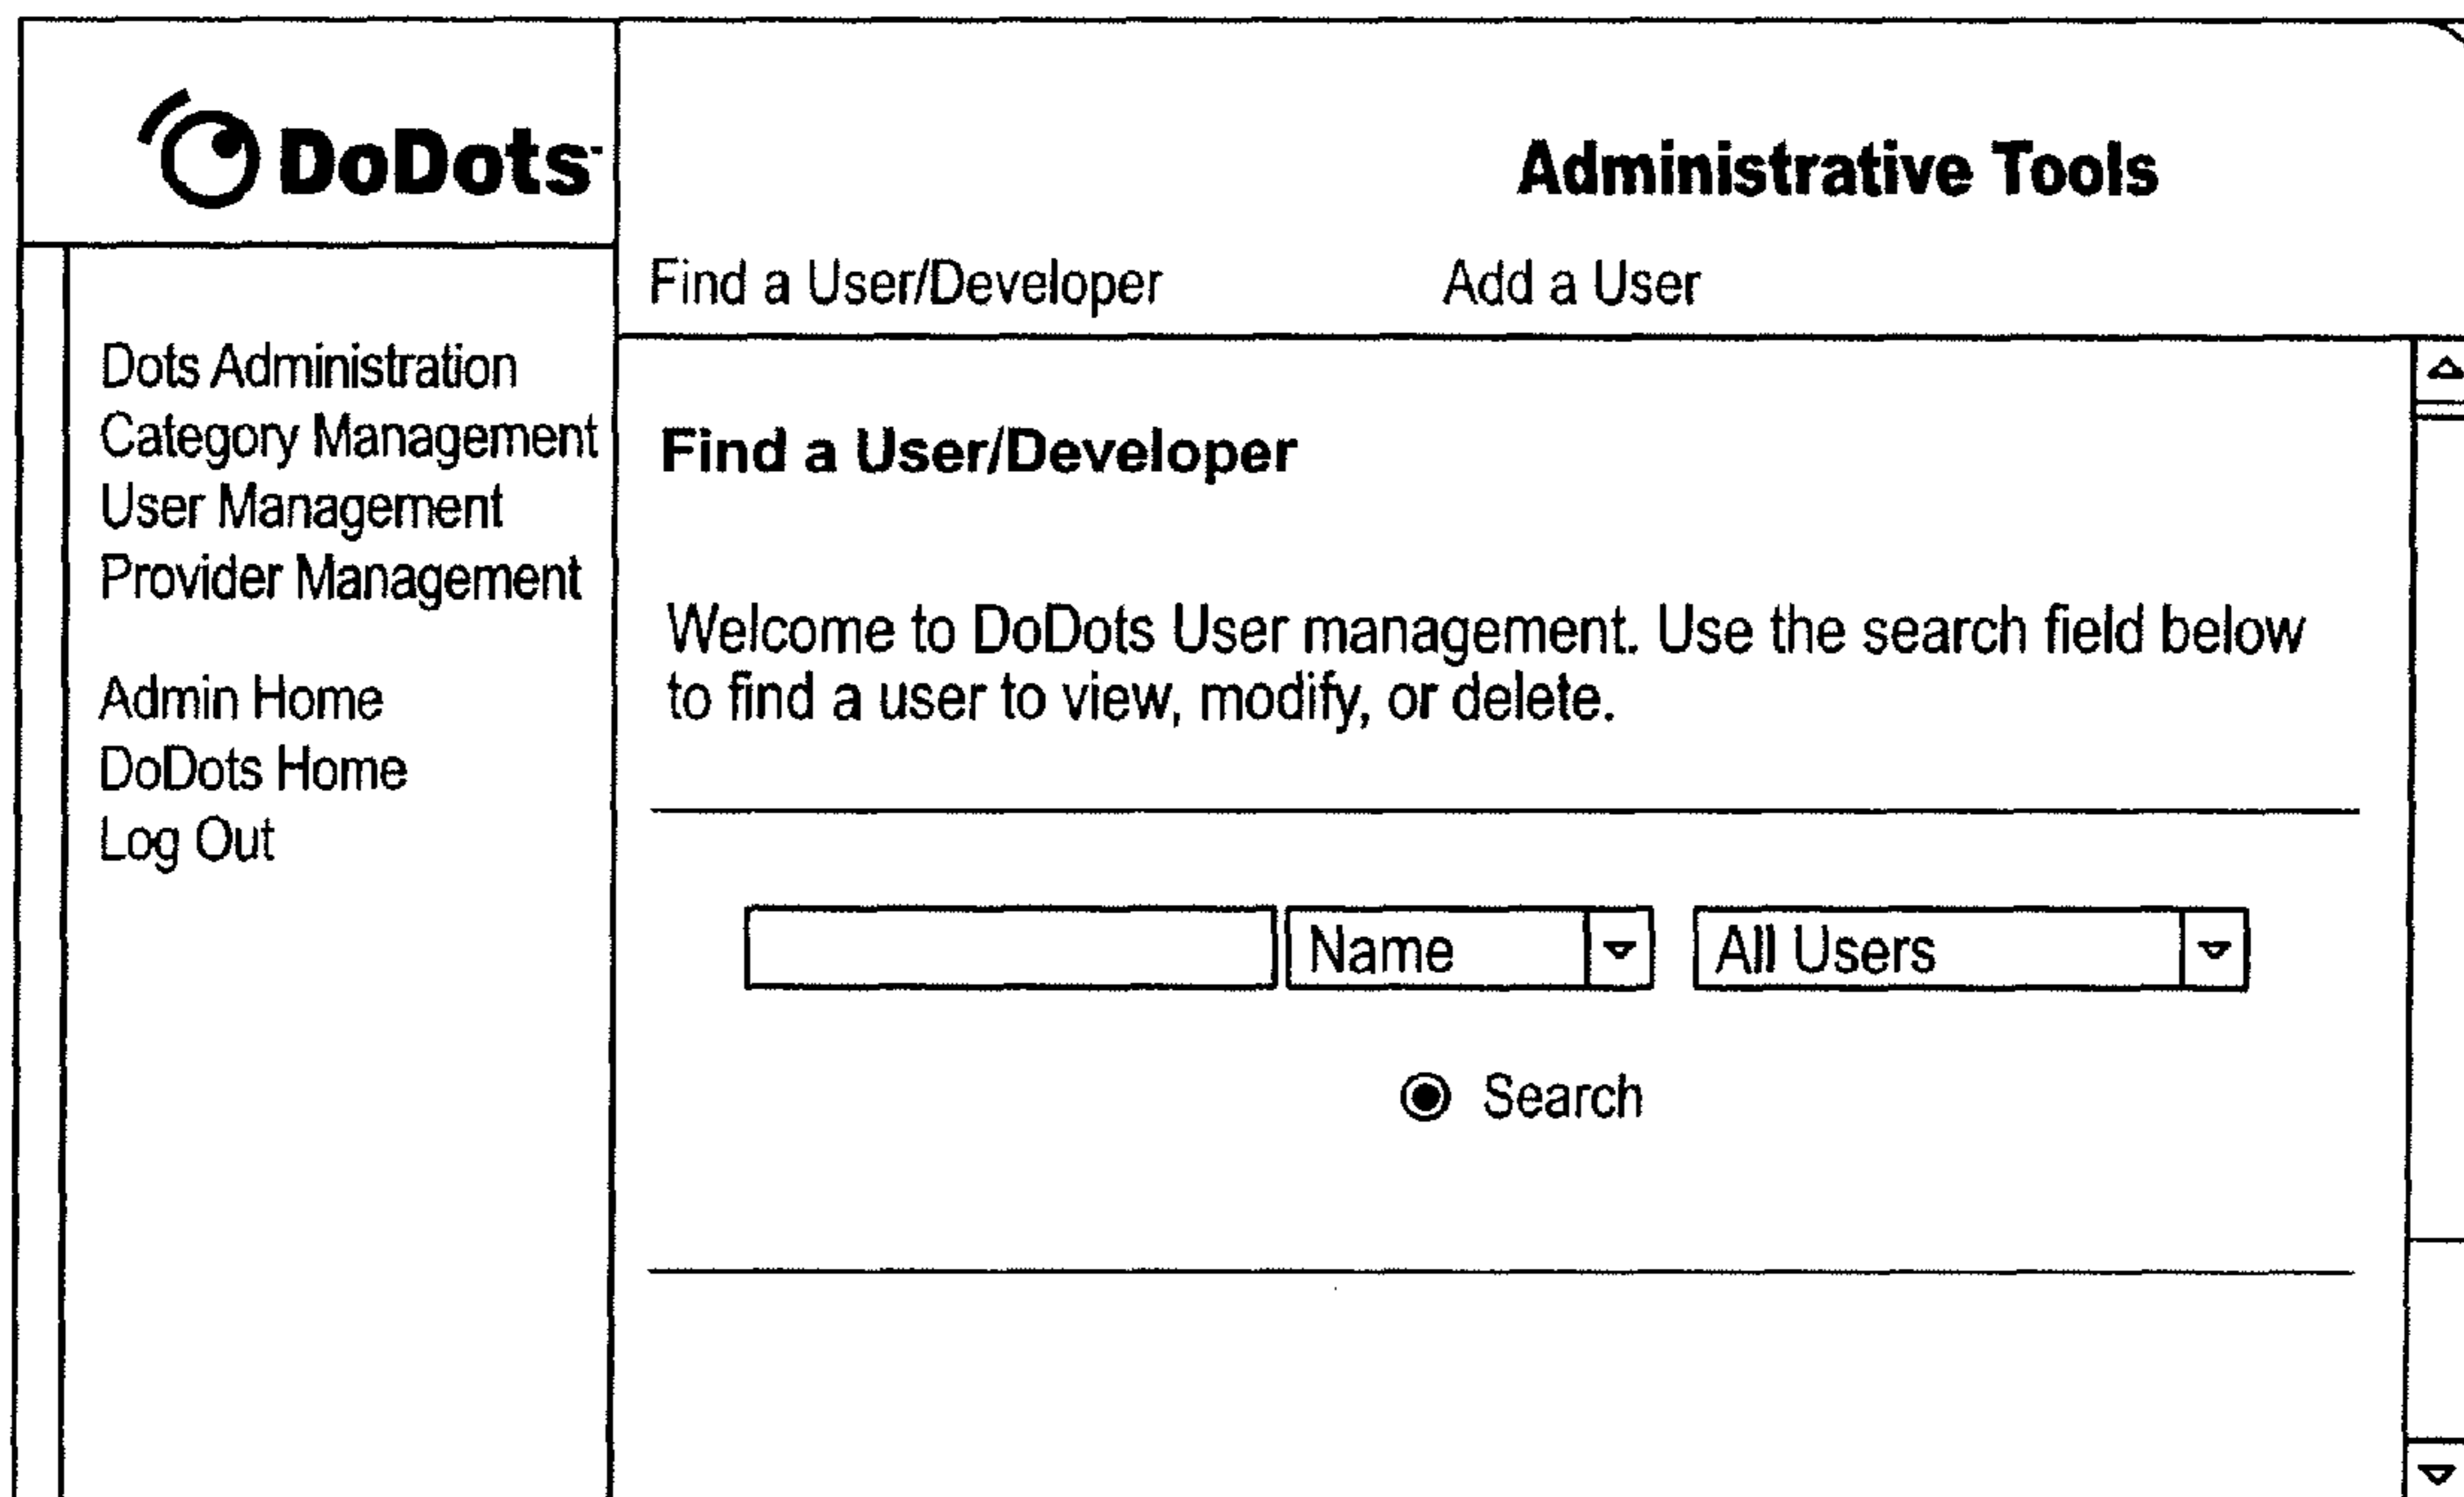 DoDots™
Administrative Tools
Find a User/Developer
Add a User
Dots Administration
Category Management
User Management
Provider Management
Admin Home
DoDots Home
Log Out
Find a User/Developer
Welcome to DoDots User management. Use the search field below
to find a user to view, modify, or delete.
Name
All Users
Search